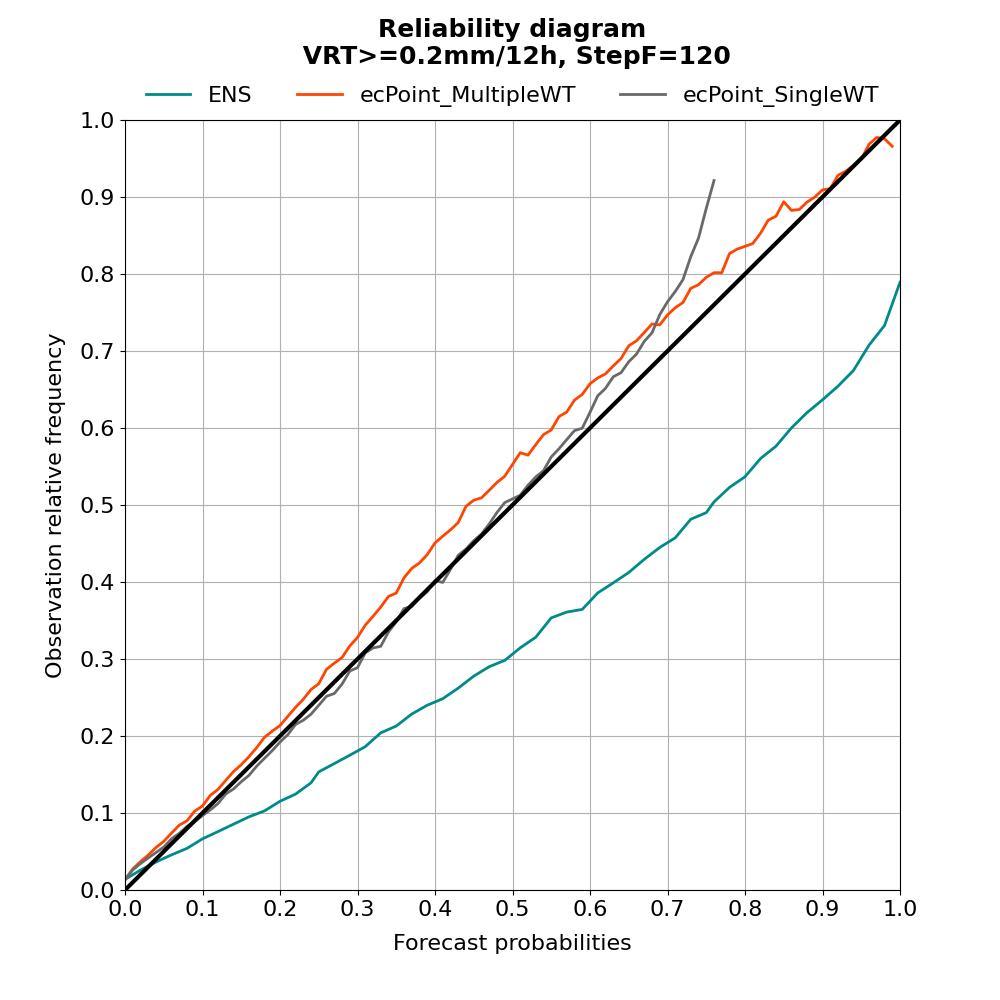 Reliability diagram
VRT>=0.2mm/12h, StepF=120
ENS ecPoint_MultipleWT ecPoint_SingleWT
1.0
0.9
0.8
0.7
0.6
0.5
0.4
0.3
0.2
0.1
0.0
Observation relative frequency
0.0 0.1 0.2 0.3 0.4 0.5 0.6 0.7 0.8 0.9 1.0
Forecast probabilities